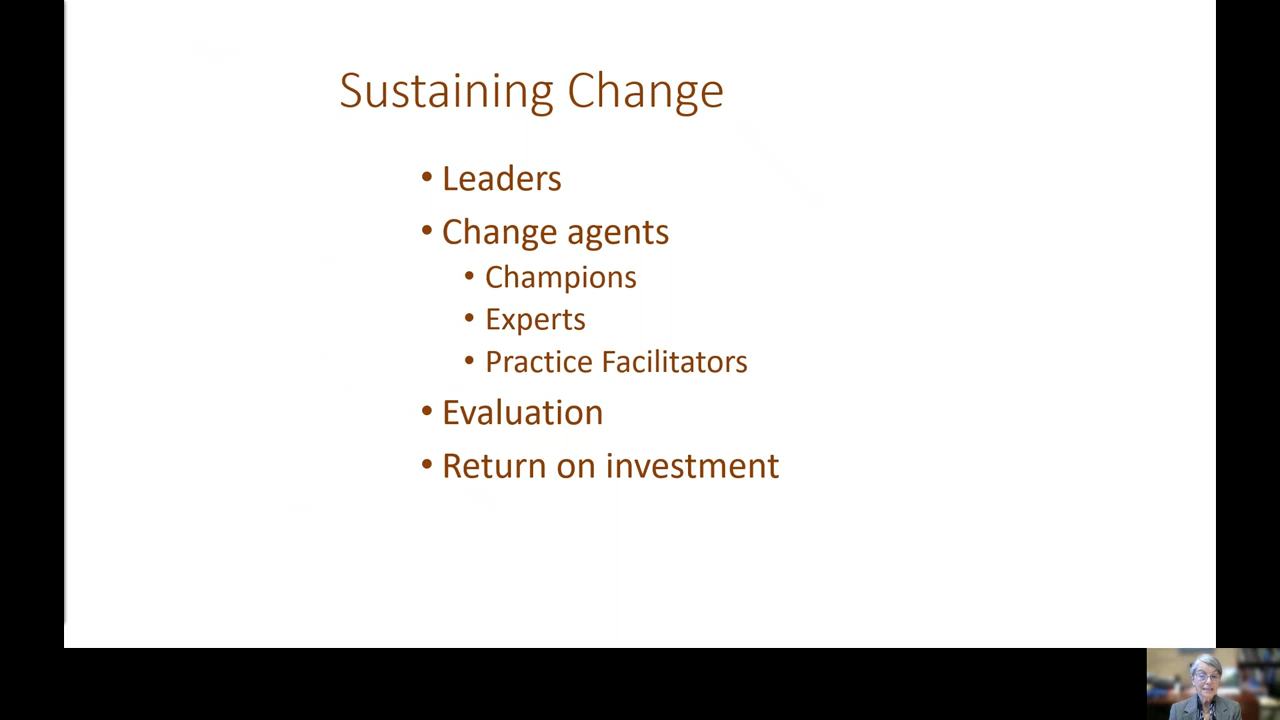 Sustaining Change
• Leaders
• Change agents
• Champions
• Experts
• Practice Facilitators
• Evaluation
• Return on investment